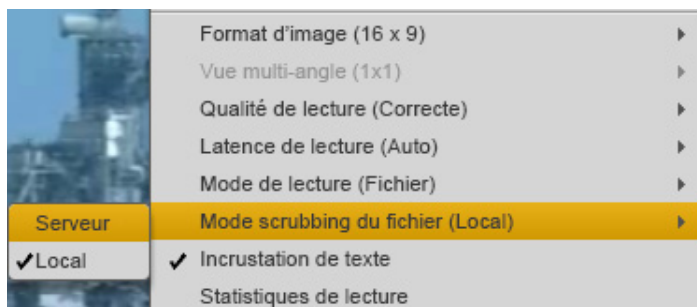 Format d'image (16 x 9)
Vue multi-angle (1x1)
Qualité de lecture (Correcte)
Latence de lecture (Auto)
Mode de lecture (Fichier)
Mode scrubbing du fichier (Local)
Serveur
Local
Incrustation de texte
Statistiques de lecture